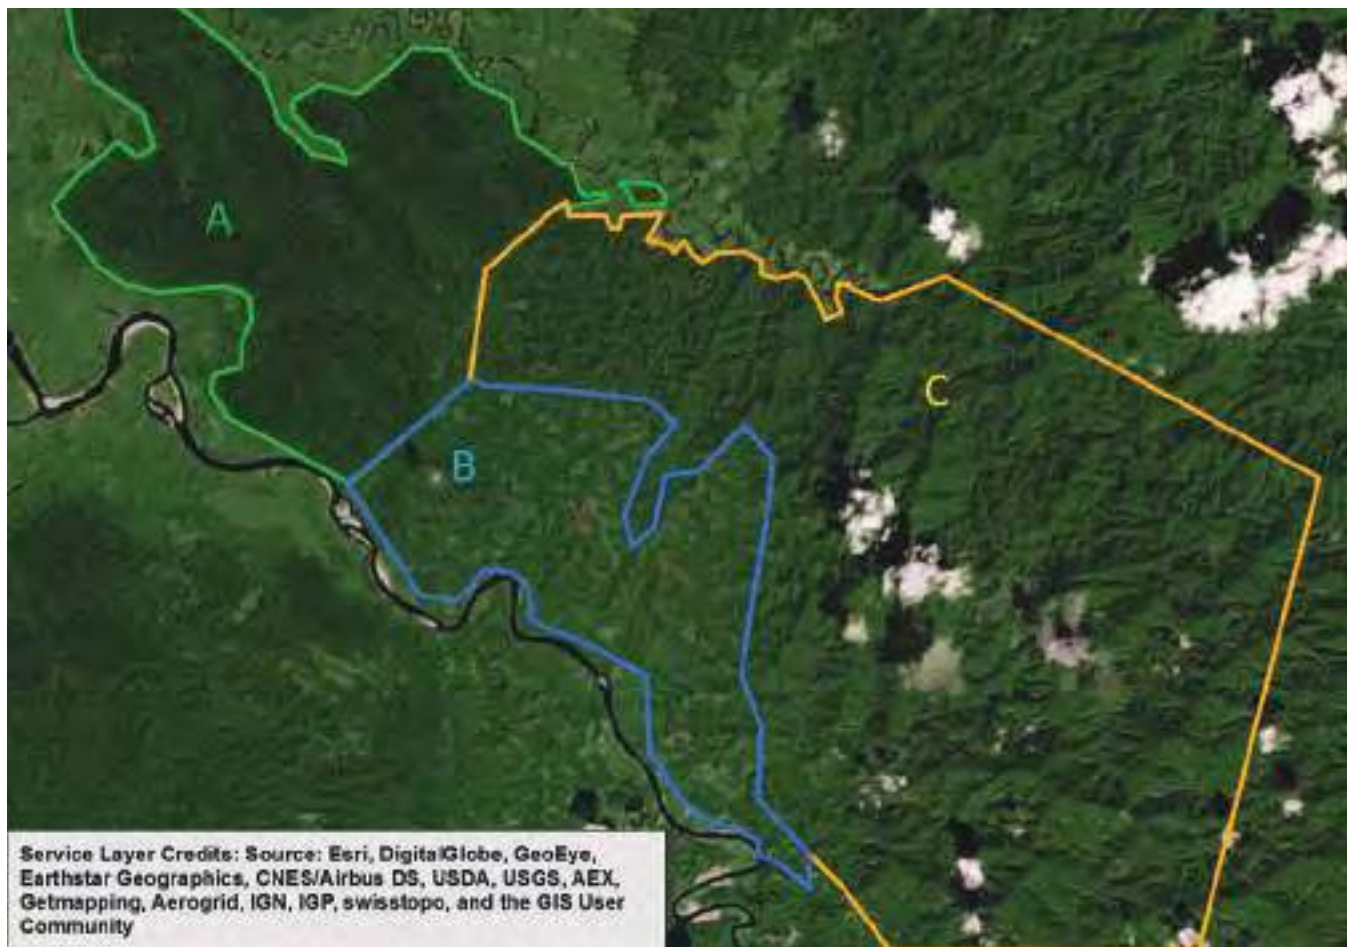 A
C
B
Service Layer Credits: Source: Esri, DigitalGlobe, GeoEye,
Earthstar Geographics, CNES/Airbus DS, USDA, USGS, AEX,
Getmapping, Aerogrid, IGN, IGP, swisstopo, and the GIS User
Community